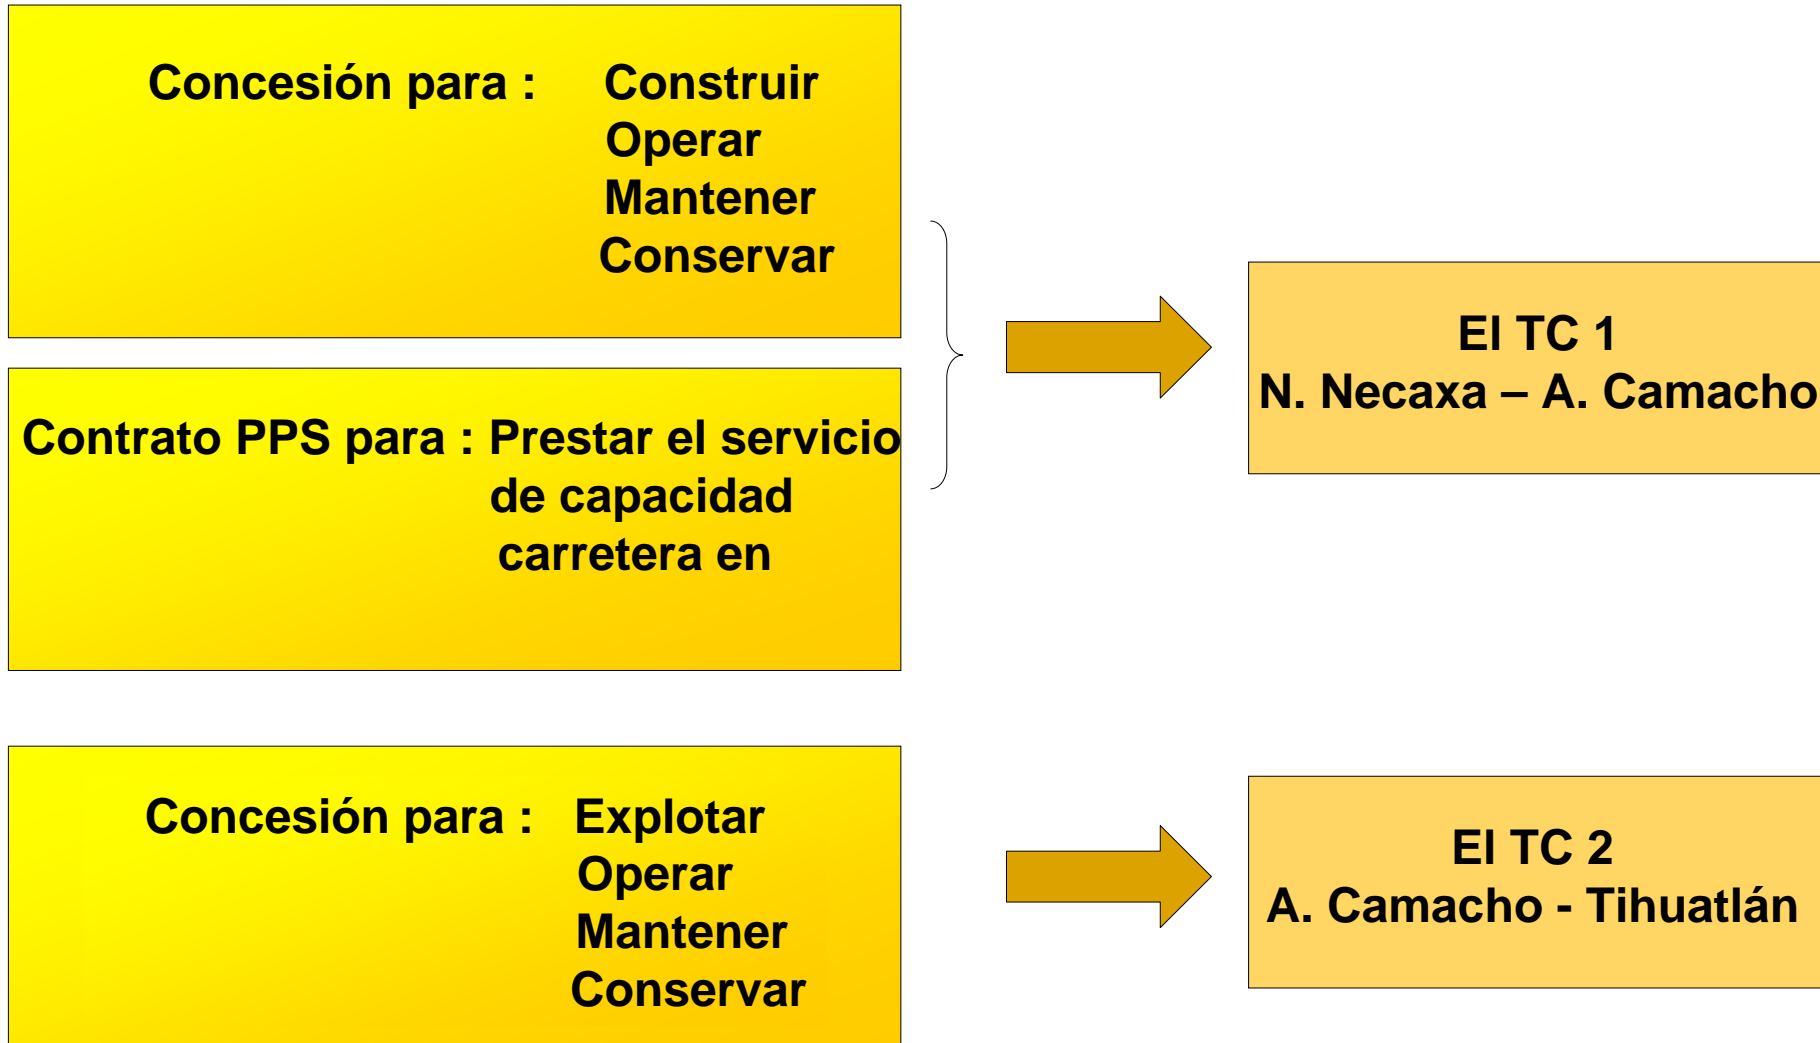 Concesión para : Construir
Operar
Mantener
Conservar
Contrato PPS para : Prestar el servicio
de capacidad
carretera en
El TC 1
N. Necaxa – A. Camacho
Concesión para : Explotar
Operar
Mantener
Conservar
El TC 2
A. Camacho - Tihuatlán